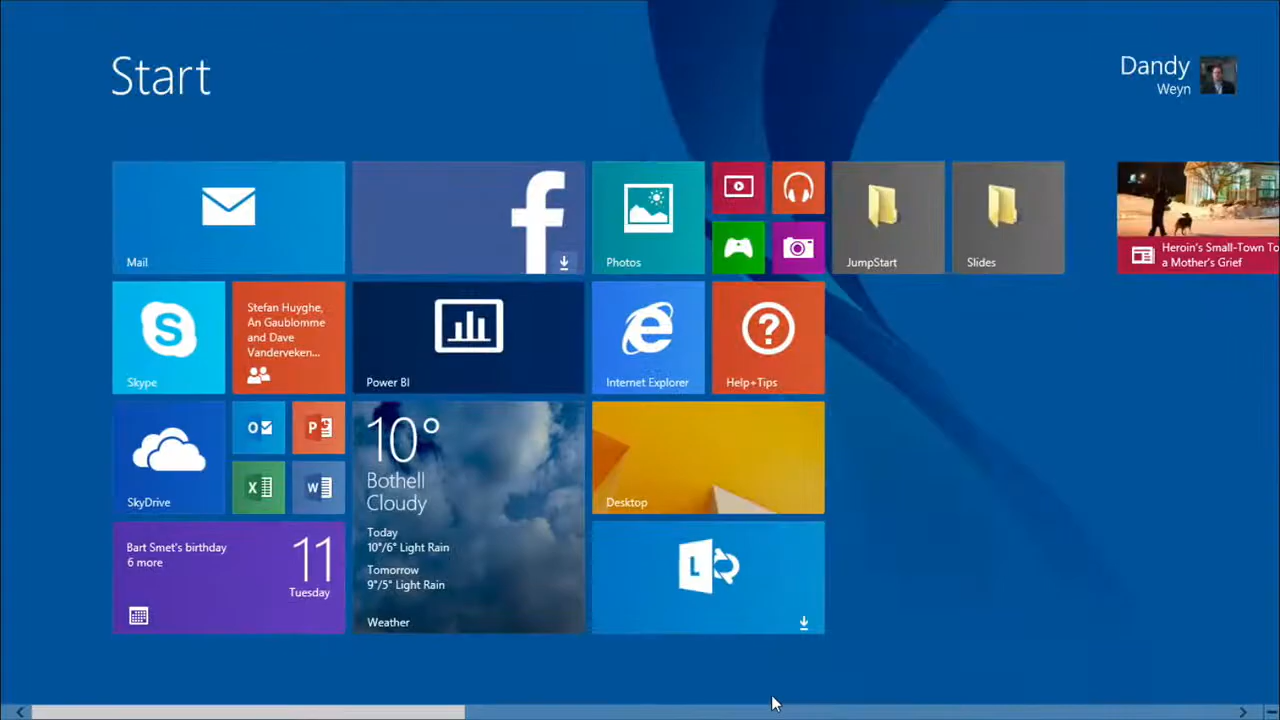 Start
Dandy
Weyn
Mail
Photos
JumpStart
Slides
Heroin's Small-Town To
a Mother's Grief
Skype
Stefan Huyghe,
An Gaublomme
and Dave
Vanderveken...
Power BI
Internet Explorer
Help+Tips
SkyDrive
10°
Bothell
Cloudy
Today
10°/6° Light Rain
Tomorrow
9°/5° Light Rain
Weather
Desktop
Bart Smet's birthday
6 more
11
Tuesday